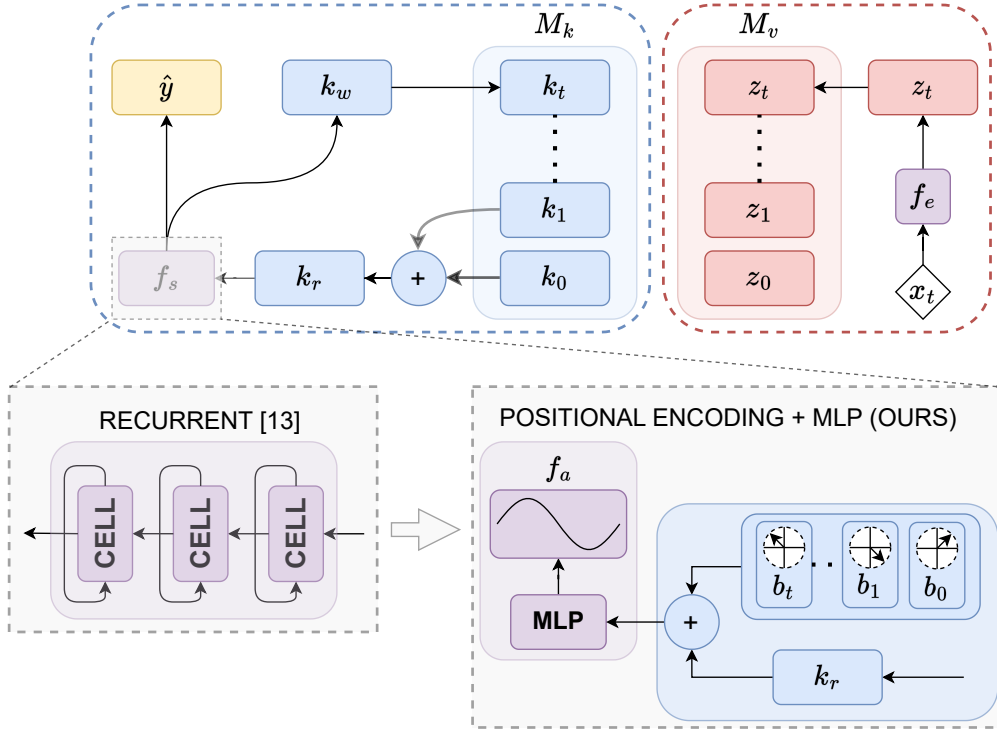 M_k
M_v
ŷ
k_w
k_t
z_t
z_t
k_1
z_1
f_e
f_s
k_r
+
k_0
z_0
x_t
RECURRENT [13]
CELL
CELL
CELL
POSITIONAL ENCODING + MLP (OURS)
f_a
b_t
b_1
b_0
MLP
+
k_r